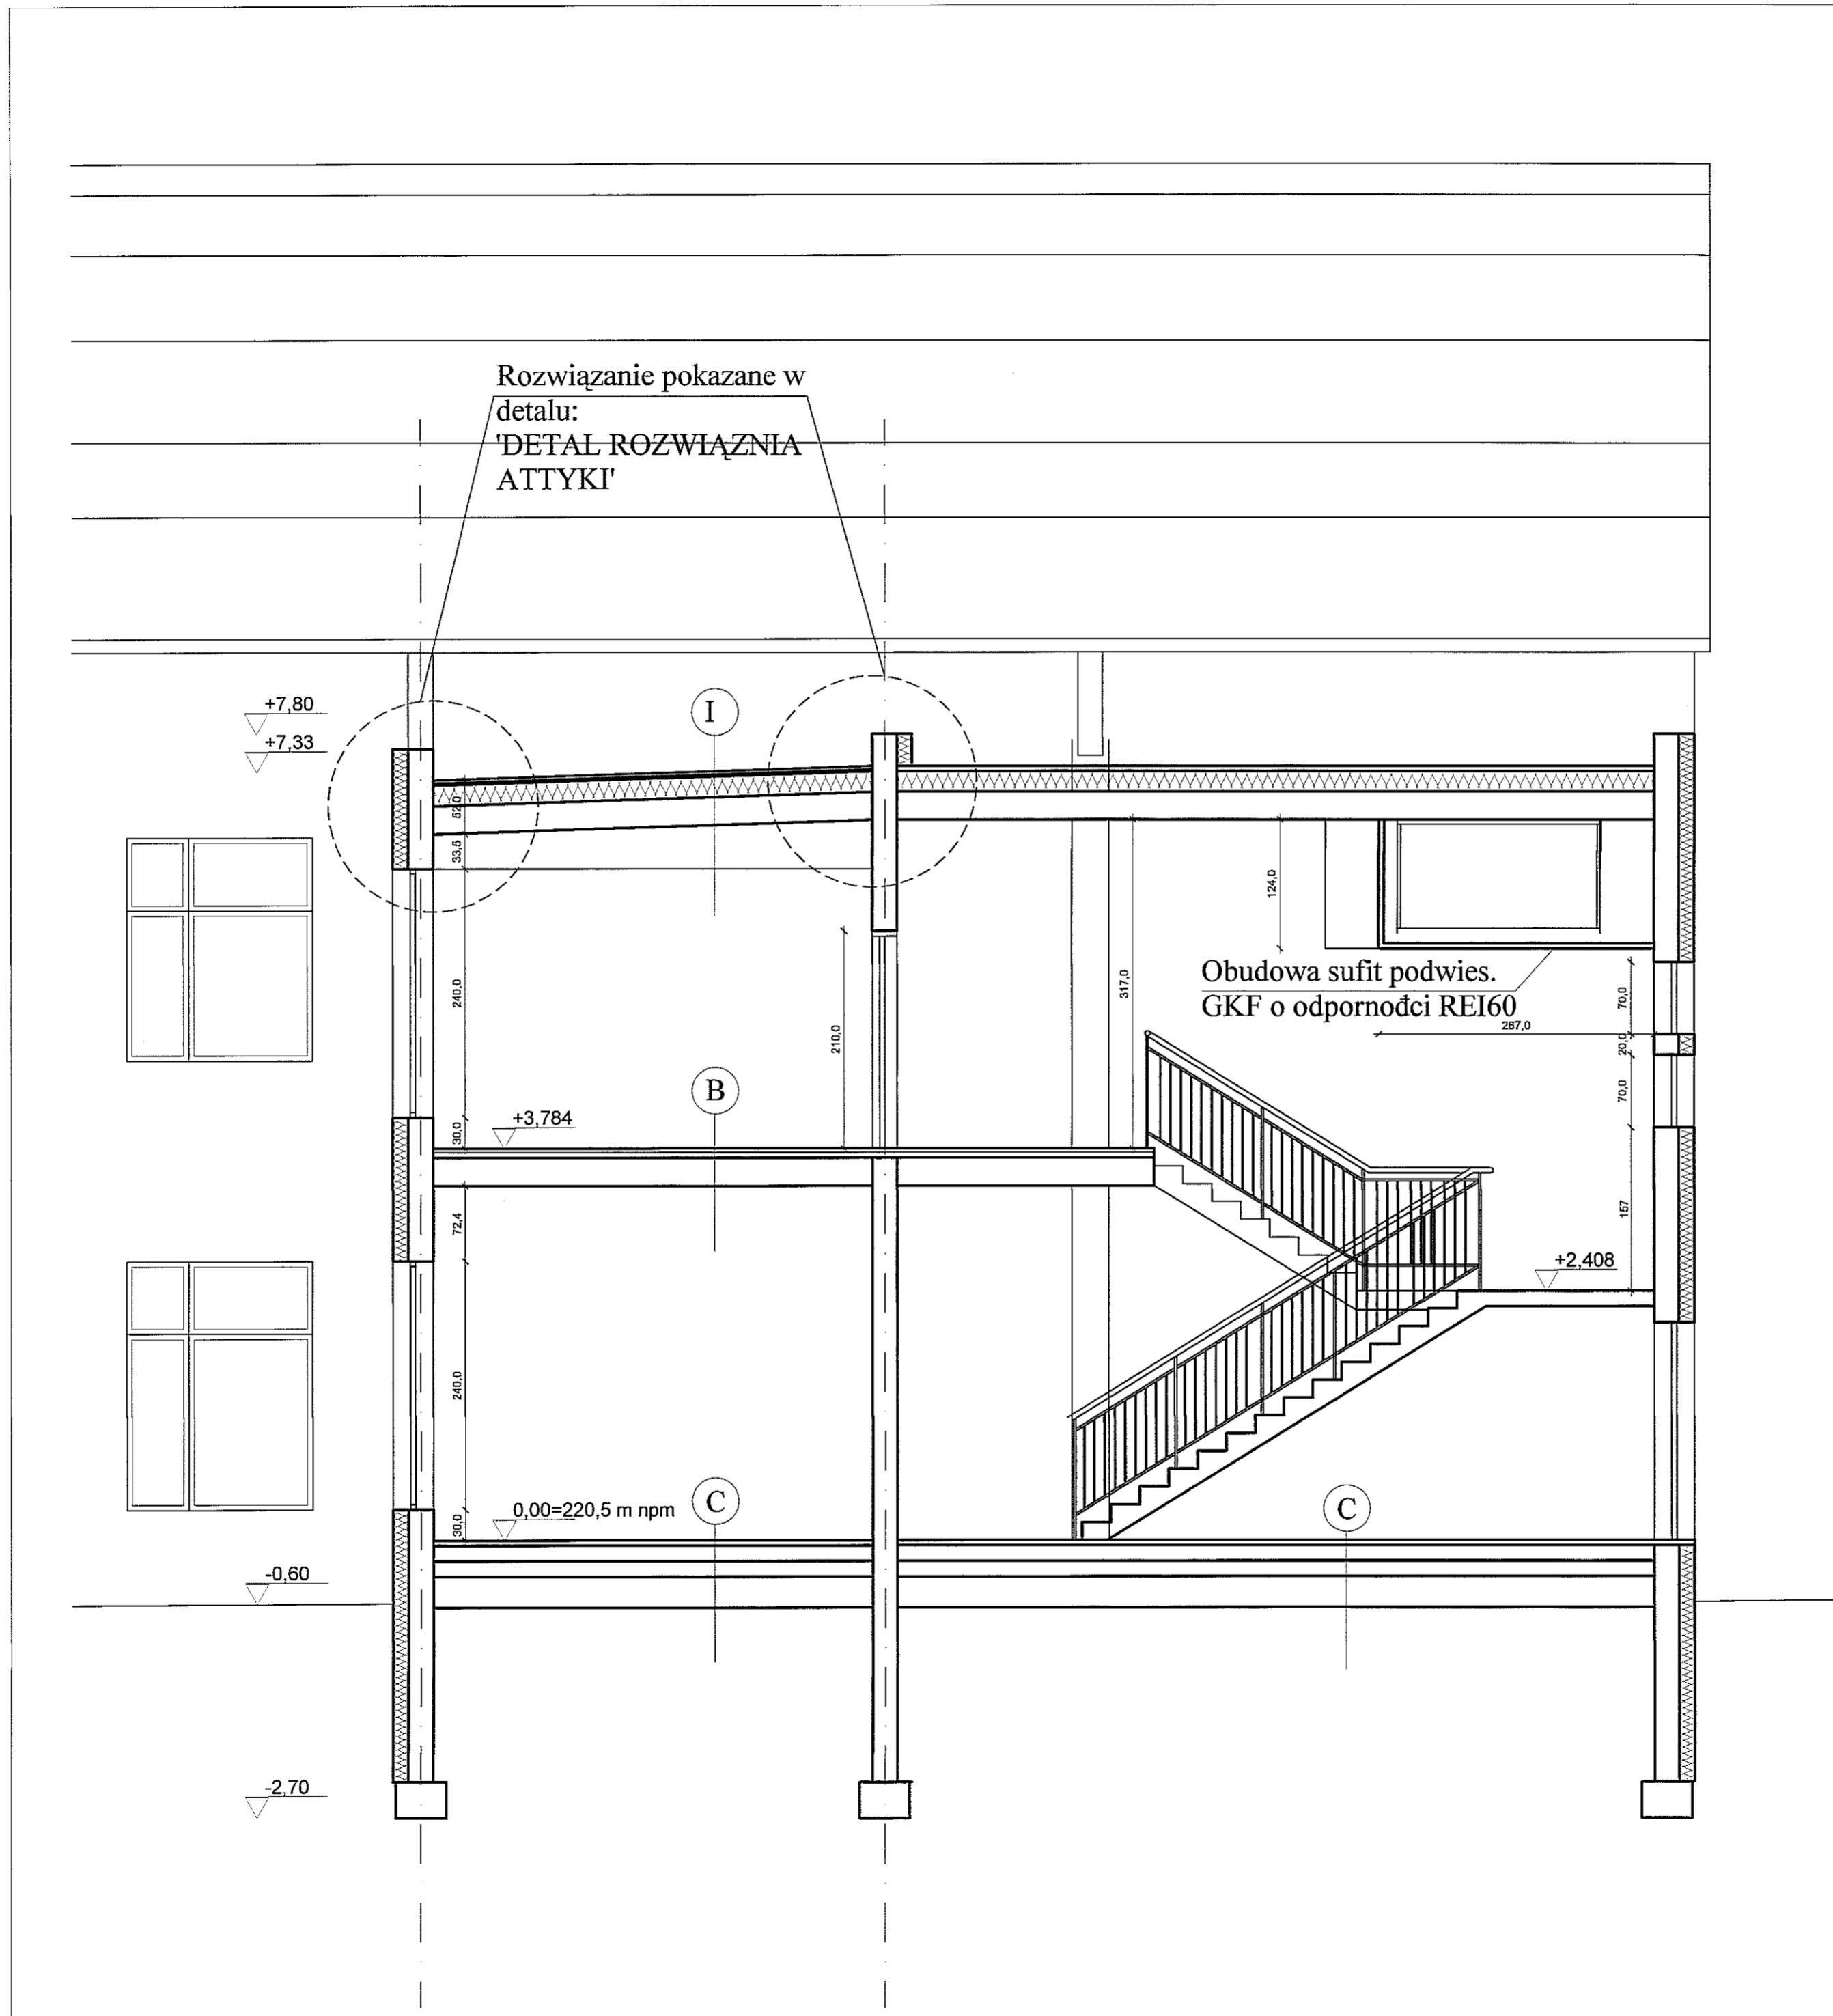 Rozwiązanie pokazane w
detalu:
'DETAL ROZWIĄZNIA
ATTYKI'
+7,80
+7,33
I
52,0
33,5
124,0
240,0
317,0
210,0
Obudowa sufit podwies.
GKF o odpornođci REI60
267,0
70,0
20,0
70,0
B
+3,784
30,0
72,4
157
+2,408
240,0
C
C
0,00=220,5 m npm
30,0
-0,60
-2,70